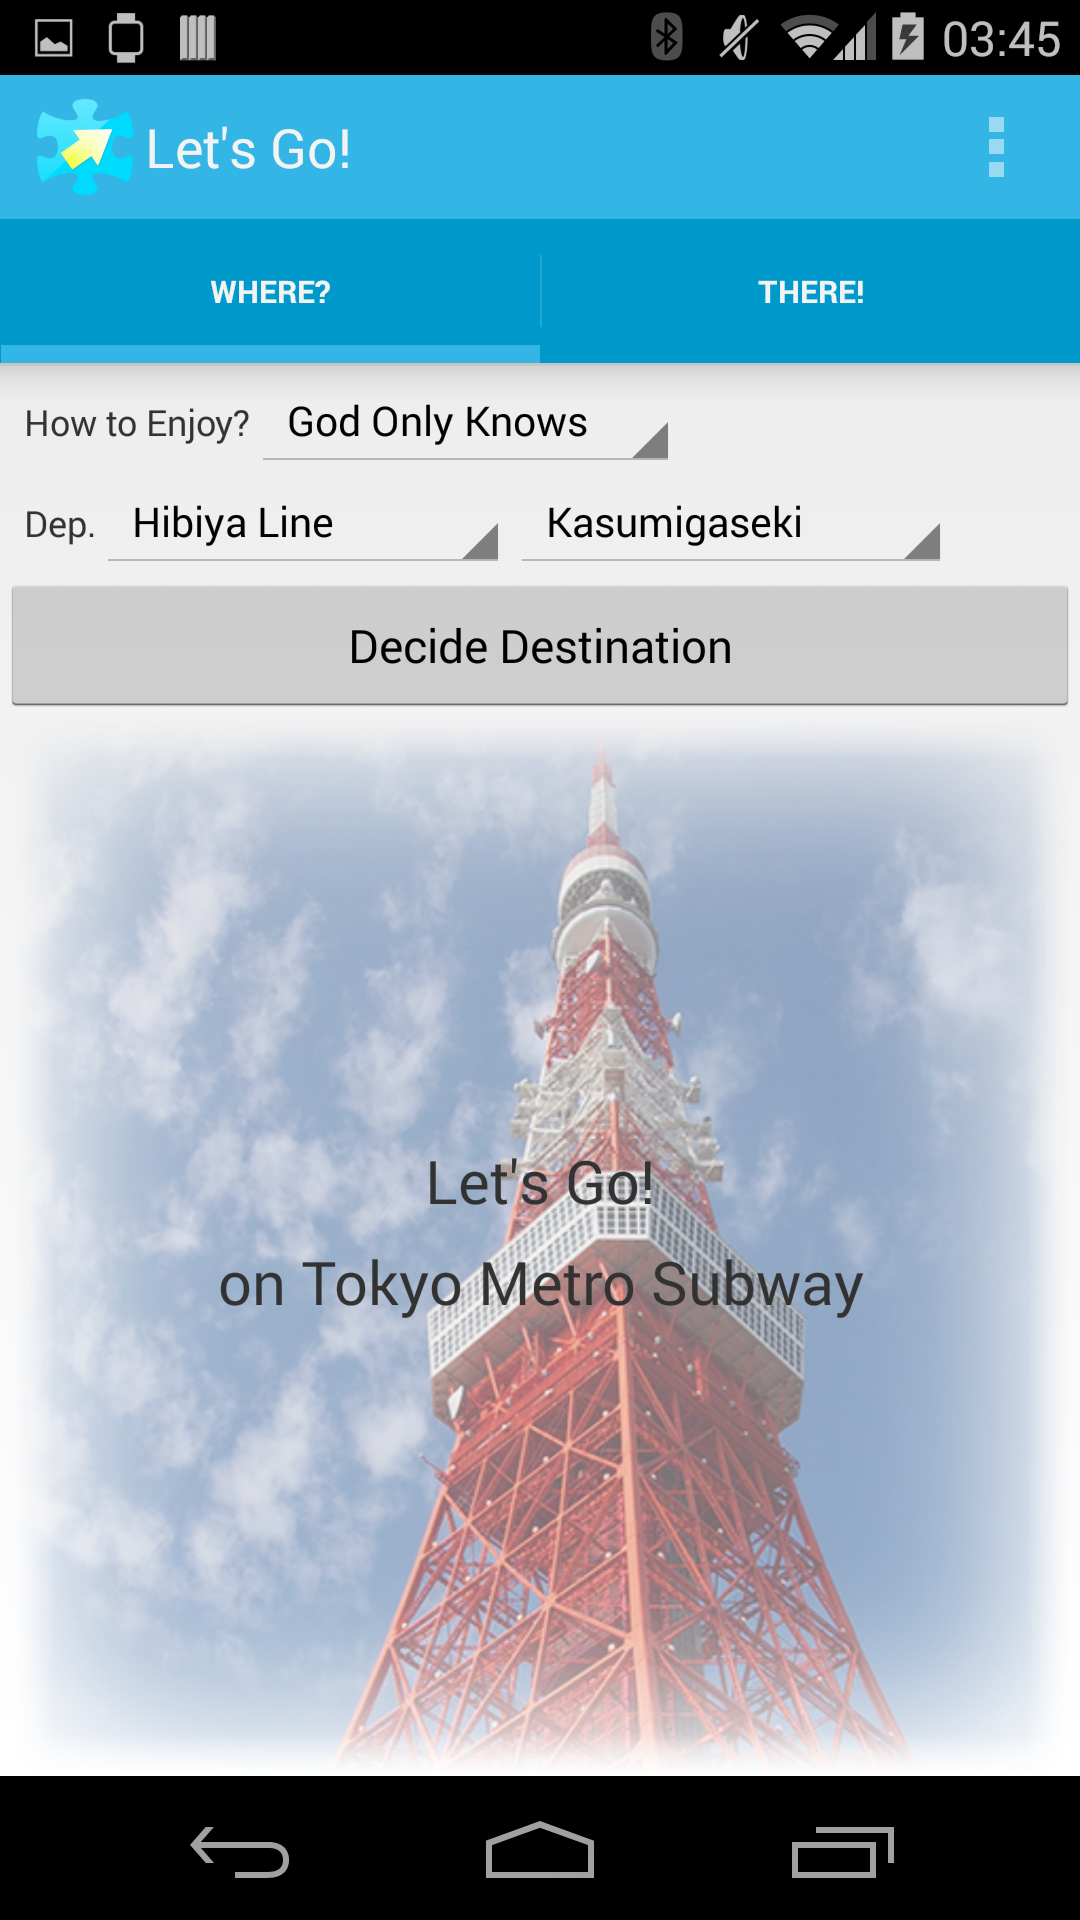 03:45
Let's Go!
WHERE? THERE!
How to Enjoy? God Only Knows
Dep. Hibiya Line Kasumigaseki
Decide Destination
Let's Go!
on Tokyo Metro Subway